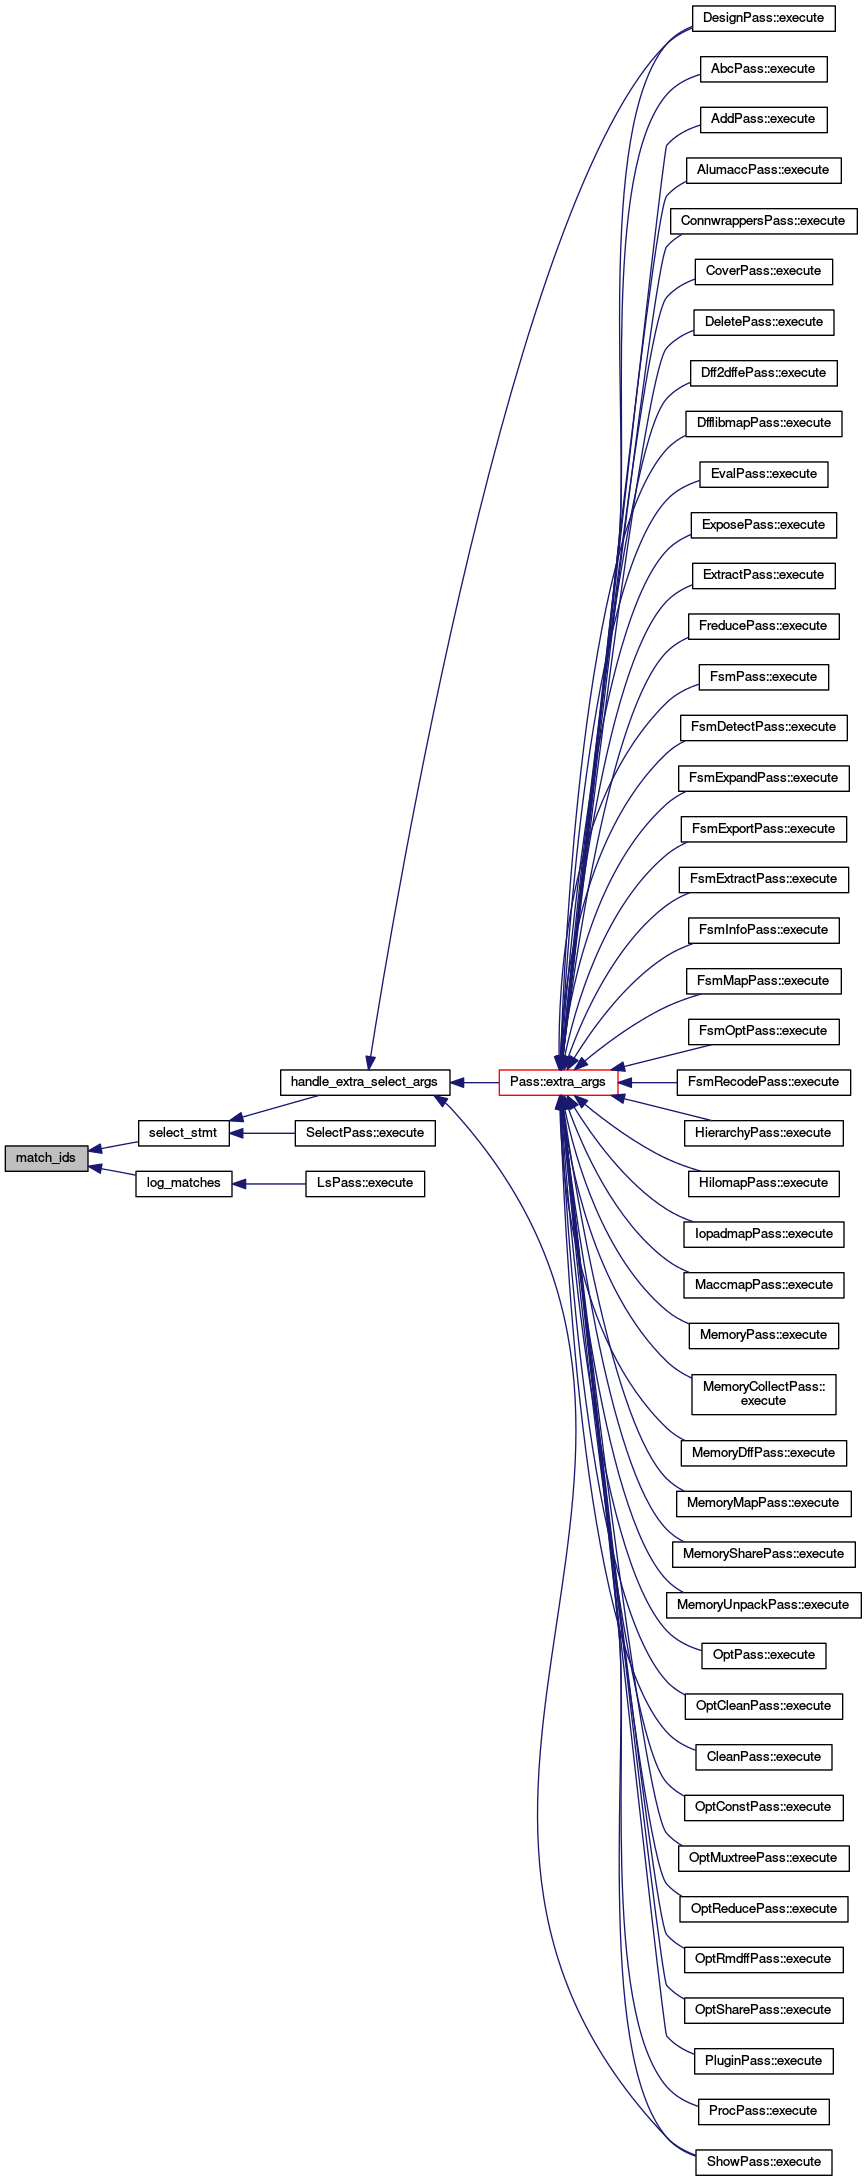 DesignPass::execute
AbcPass::execute
AddPass::execute
AlumaccPass::execute
ConnwrappersPass::execute
CoverPass::execute
DeletePass::execute
Dff2dffePass::execute
DfflibmapPass::execute
EvalPass::execute
ExposePass::execute
ExtractPass::execute
FreducePass::execute
FsmPass::execute
FsmDetectPass::execute
FsmExpandPass::execute
FsmExportPass::execute
FsmExtractPass::execute
FsmInfoPass::execute
FsmMapPass::execute
FsmOptPass::execute
handle_extra_select_args
Pass::extra_args
FsmRecodePass::execute
select_stmt
SelectPass::execute
HierarchyPass::execute
match_ids
log_matches
LsPass::execute
HilomapPass::execute
IopadmapPass::execute
MaccmapPass::execute
MemoryPass::execute
MemoryCollectPass::
execute
MemoryDffPass::execute
MemoryMapPass::execute
MemorySharePass::execute
MemoryUnpackPass::execute
OptPass::execute
OptCleanPass::execute
CleanPass::execute
OptConstPass::execute
OptMuxtreePass::execute
OptReducePass::execute
OptRmdffPass::execute
OptSharePass::execute
PluginPass::execute
ProcPass::execute
ShowPass::execute